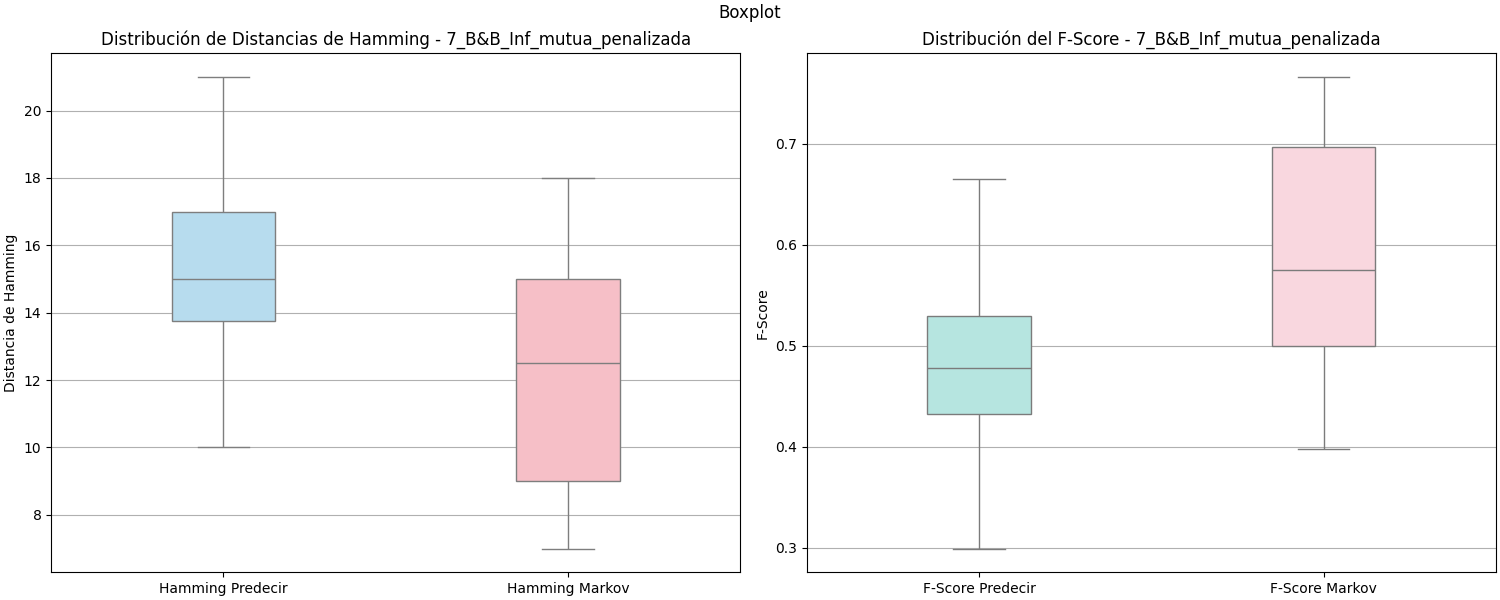 Boxplot
Distribución de Distancias de Hamming - 7_B&B_Inf_mutua_penalizada
Distancia de Hamming
20
18
16
14
12
10
8
Hamming Predecir
Hamming Markov
Distribución del F-Score - 7_B&B_Inf_mutua_penalizada
F-Score
0.7
0.6
0.5
0.4
0.3
F-Score Predecir
F-Score Markov